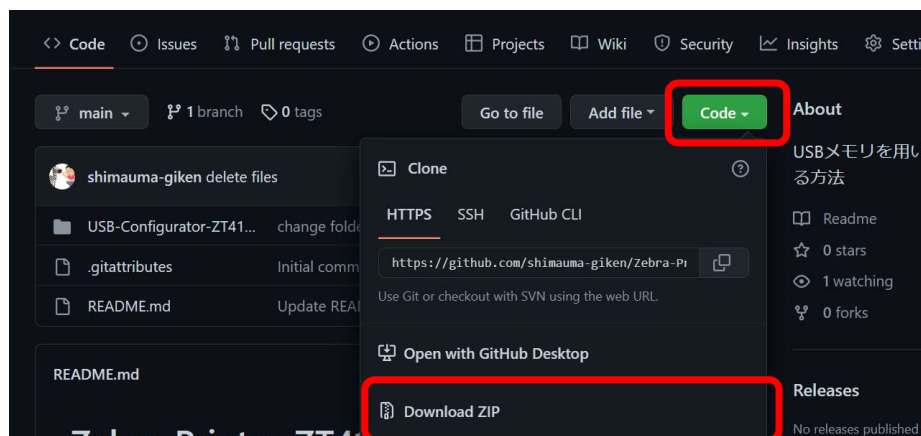 Code Issues Pull requests Actions Projects Wiki Security Insights
main 1 branch 0 tags Go to file Add file Code
shimauma-giken delete files
USB-Configurator-ZT41... change
.gitattributes Initial
README.md Update
README.md
Clone
HTTPS SSH GitHub CLI
https://github.com/shimauma-giken/Zebra-
Use Git or checkout with SVN using the web URL.
Open with GitHub Desktop
Download ZIP
About
USBメモリを用い
る方法
Readme
0 stars
1 watching
0 forks
Releases
No releases published